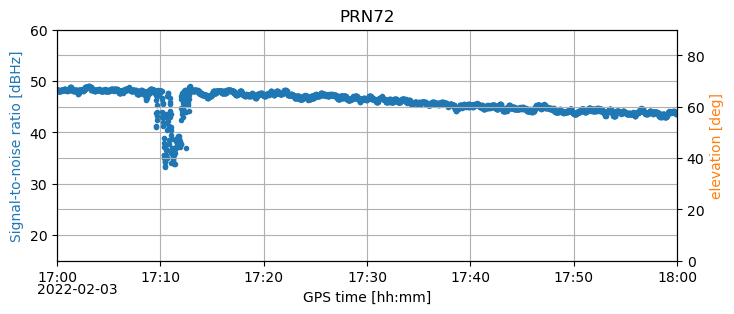 PRN72
Signal-to-noise ratio [dBHz]
60
50
40
30
20
80
60
40
20
0
elevation [deg]
17:00 17:10 17:20 17:30 17:40 17:50 18:00
2022-02-03
GPS time [hh:mm]